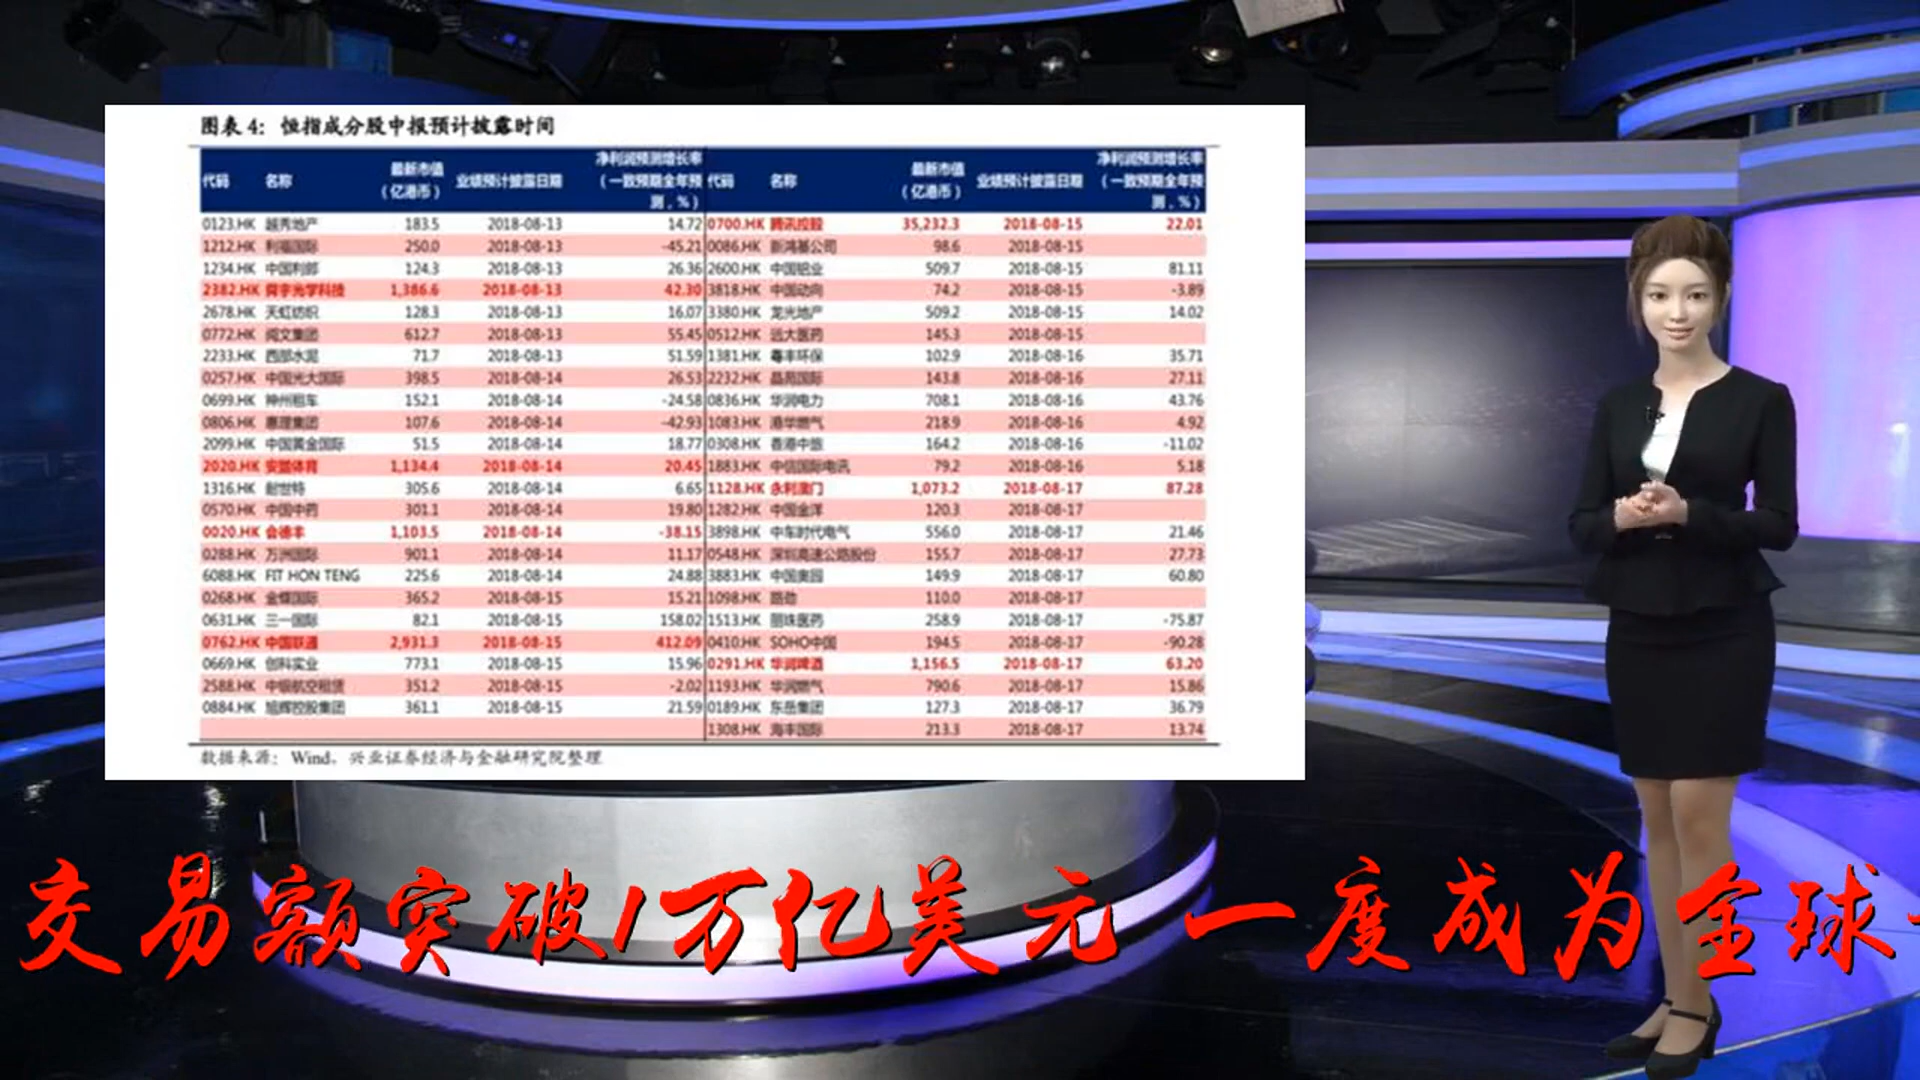 图表 4: 恒指成分股中报预计披露时间
代码 名称 最新市值（亿港币） 业绩预计披露日期 净利润预测增长率（一致预期全年预测，%） 代码 名称 最新市值（亿港币） 业绩预计披露日期 净利润预测增长率（一致预期全年预测，%）
0123.HK 越秀地产 183.5 2018-08-13 14.72 0700.HK 腾讯控股 35,232.3 2018-08-15 22.01
1212.HK 利福国际 250.0 2018-08-13 -45.21 0086.HK 新鸿基公司 98.6 2018-08-15
1234.HK 中国利郎 124.3 2018-08-13 26.36 2600.HK 中国铝业 509.7 2018-08-15 81.11
2382.HK 舜宇光学科技 1,386.6 2018-08-13 42.30 3818.HK 中国动向 74.2 2018-08-15 -3.89
2678.HK 天虹纺织 128.3 2018-08-13 16.07 3380.HK 龙光地产 509.2 2018-08-15 14.02
0772.HK 阅文集团 612.7 2018-08-13 55.45 0512.HK 远大医药 145.3 2018-08-15
2233.HK 西部水泥 71.7 2018-08-13 51.59 1381.HK 粤丰环保 102.9 2018-08-16 35.71
0257.HK 中国光大国际 398.5 2018-08-14 26.53 2232.HK 晶苑国际 143.8 2018-08-16 27.11
0699.HK 神州租车 152.1 2018-08-14 -24.58 0836.HK 华润电力 708.1 2018-08-16 43.76
0806.HK 惠理集团 107.6 2018-08-14 -42.93 1083.HK 港华燃气 218.9 2018-08-16 4.92
2099.HK 中国黄金国际 51.5 2018-08-14 18.77 0308.HK 香港中旅 164.2 2018-08-16 -11.02
2020.HK 安踏体育 1,134.4 2018-08-14 20.45 1883.HK 中信国际电讯 79.2 2018-08-16 5.18
1316.HK 耐世特 305.6 2018-08-14 6.65 1128.HK 永利澳门 1,073.2 2018-08-17 87.28
0570.HK 中国中药 301.1 2018-08-14 19.80 1282.HK 中国金洋 120.3 2018-08-17
0020.HK 会德丰 1,103.5 2018-08-14 -38.15 3898.HK 中车时代电气 556.0 2018-08-17 21.46
0288.HK 万洲国际 901.1 2018-08-14 11.17 0548.HK 深圳高速公路股份 155.7 2018-08-17 27.73
6088.HK FIT HON TENG 225.6 2018-08-14 24.88 3883.HK 中国奥园 149.9 2018-08-17 60.80
0268.HK 金蝶国际 365.2 2018-08-15 15.21 1098.HK 路劲 110.0 2018-08-17
0631.HK 三一国际 82.1 2018-08-15 158.02 1513.HK 丽珠医药 258.9 2018-08-17 -75.87
0762.HK 中国联通 2,931.3 2018-08-15 412.09 0410.HK SOHO中国 194.5 2018-08-17 -90.28
0669.HK 创科实业 773.1 2018-08-15 15.96 0291.HK 华润啤酒 1,156.5 2018-08-17 63.20
2588.HK 中银航空租赁 351.2 2018-08-15 -2.02 1193.HK 华润燃气 790.6 2018-08-17 15.86
0884.HK 旭辉控股集团 361.1 2018-08-15 21.59 0189.HK 东岳集团 127.3 2018-08-17 36.79
1308.HK 海丰国际 213.3 2018-08-17 13.74
数据来源: Wind、兴业证券经济与金融研究院整理
交易额突破1万亿美元 一度成为全球